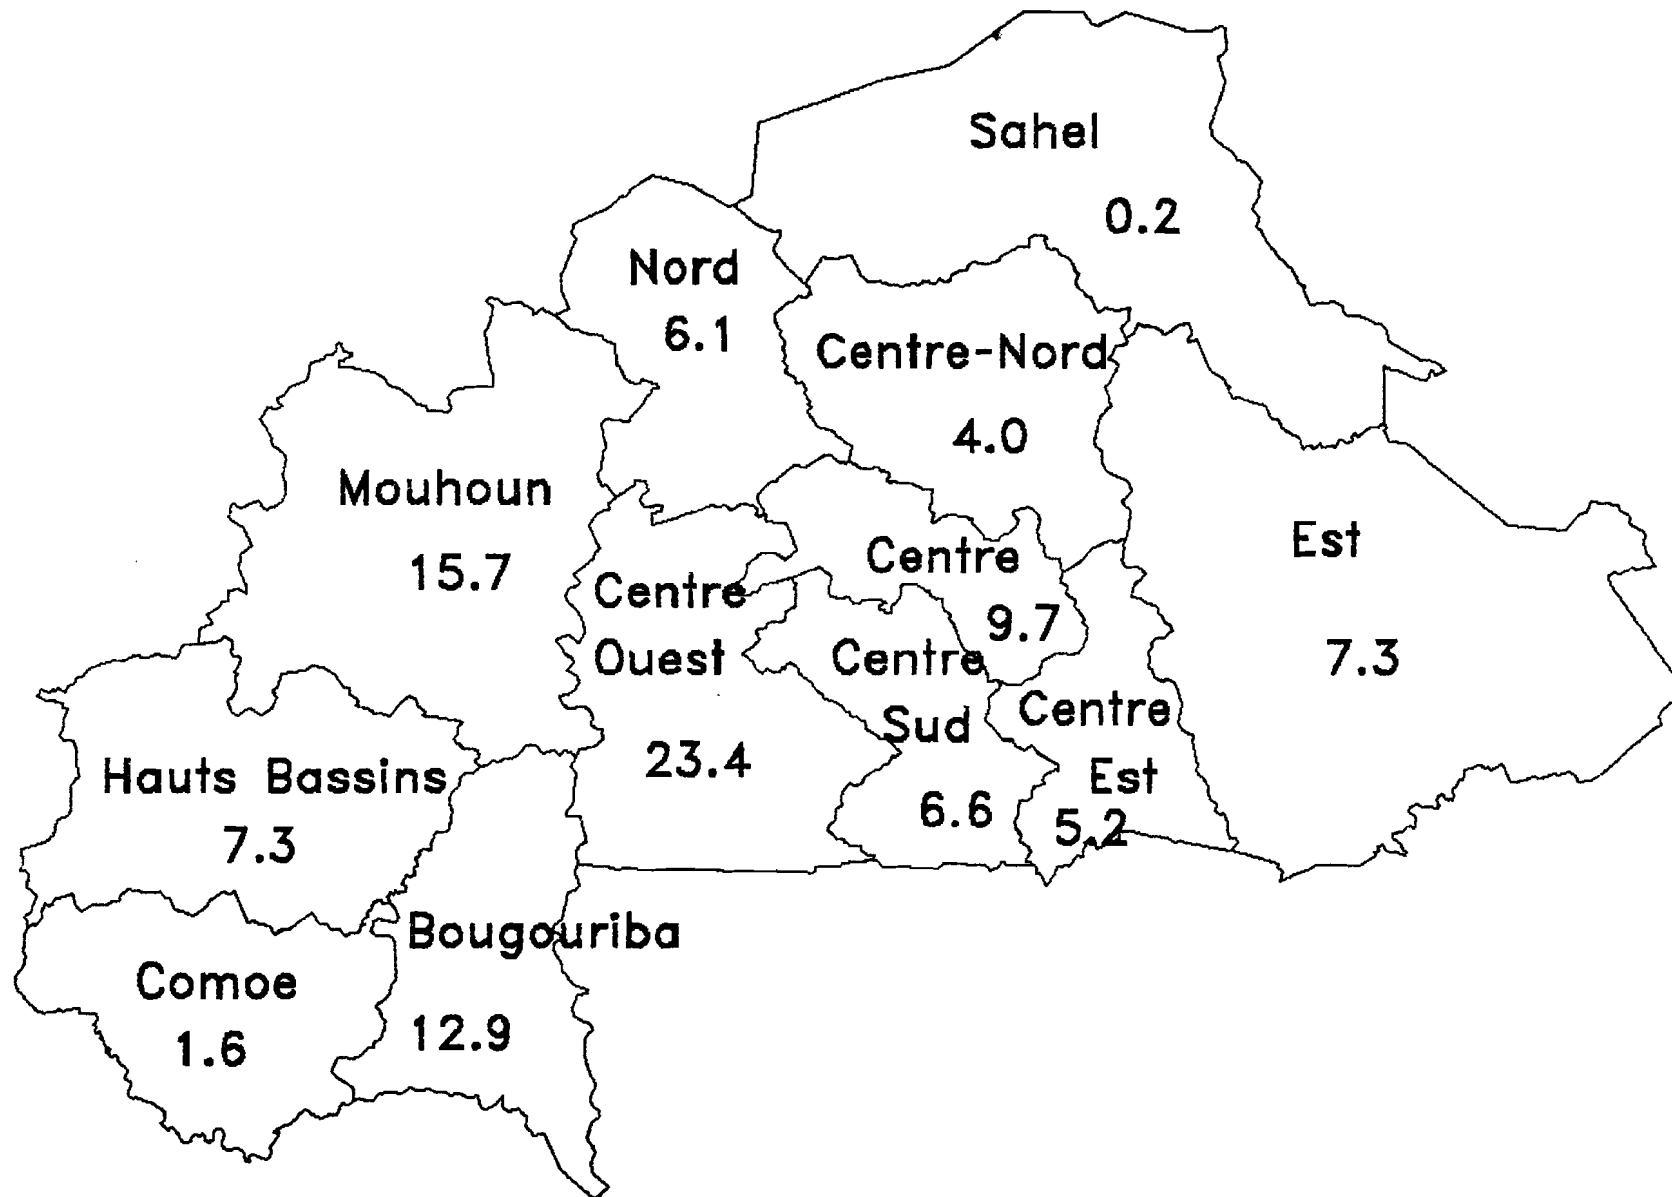 Sahel
0.2
Nord
6.1
Centre-Nord
4.0
Mouhoun
15.7
Est
7.3
Centre
9.7
Centre
Ouest
23.4
Centre
Sud
6.6
Centre
Est
5.2
Hauts Bassins
7.3
Bougouriba
12.9
Comoe
1.6